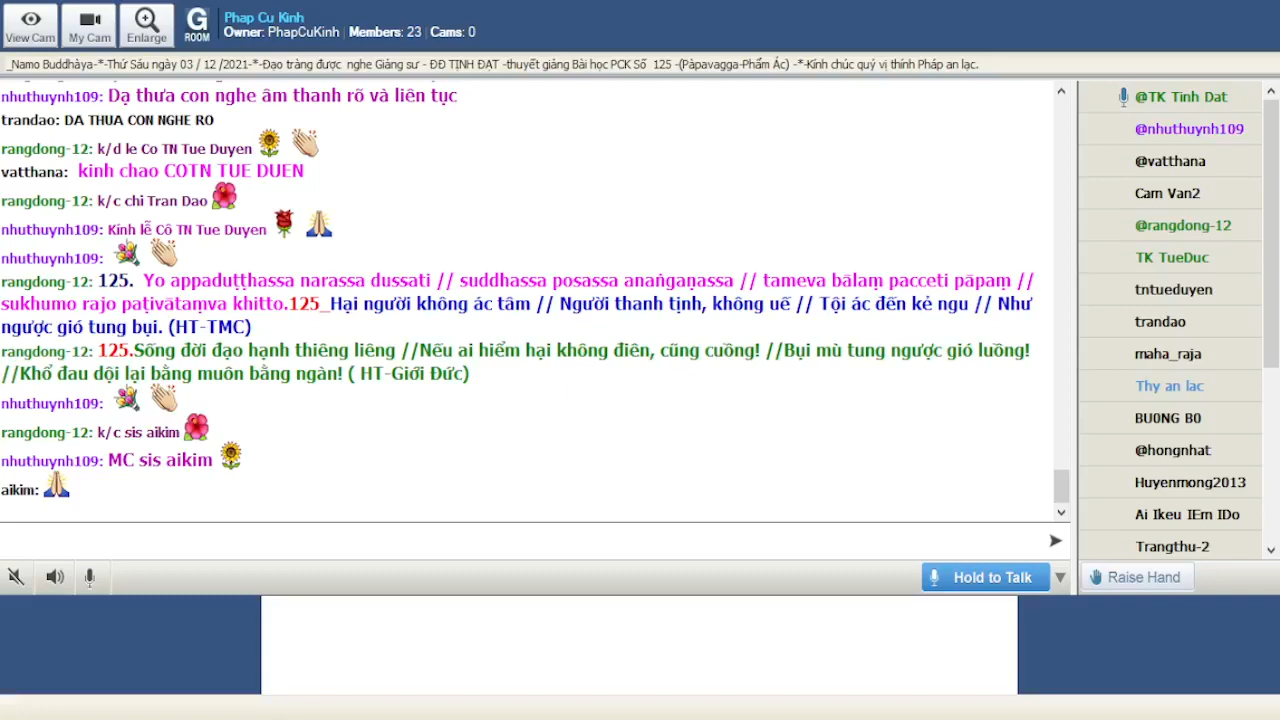 View Cam
My Cam
Enlarge
G
ROOM
Phap Cu Kinh
Owner: PhapCuKinh | Members: 23 | Cams: 0
_Namo Buddhàya-*-Thứ Sáu ngày 03 / 12 /2021-*-Đạo tràng được nghe Giảng sư - ĐĐ TỊNH ĐẠT -thuyết giảng Bài học PCK Số 125 -(Pàpavagga-Phẩm Ác) -*-Kính chúc quý vị thính Pháp an lạc.
nhuthuynh109: Dạ thưa con nghe âm thanh rõ và liên tục
trandao: DA THUA CON NGHE RO
rangdong-12: k/d le Co TN Tue Duyen
vatthana: kinh chao COTN TUE DUEN
rangdong-12: k/c chi Tran Dao
nhuthuynh109: Kính lễ Cô TN Tue Duyen
nhuthuynh109:
rangdong-12: 125. Yo appaduṭṭhassa narassa dussati // suddhassa posassa anaṅgaṇassa // tameva bālaṃ pacceti pāpaṃ //
sukhumo rajo paṭivātaṃva khitto.125_Hại người không ác tâm // Người thanh tịnh, không uế // Tội ác đến kẻ ngu // Như
ngược gió tung bụi. (HT-TMC)
rangdong-12: 125.Sống đời đạo hạnh thiêng liêng //Nếu ai hiểm hại không điên, cũng cuồng! //Bụi mù tung ngược gió luồng!
//Khổ đau dội lại bằng muôn bằng ngàn! ( HT-Giới Đức)
nhuthuynh109:
rangdong-12: k/c sis aikim
nhuthuynh109: MC sis aikim
aikim:
@TK Tinh Dat
@nhuthuynh109
@vatthana
Cam Van2
@rangdong-12
TK TueDuc
tntueduyen
trandao
maha_raja
Thy an lac
BU0NG B0
@hongnhat
Huyenmong2013
Ai Ikeu IEm IDo
Trangthu-2
Hold to Talk
Raise Hand